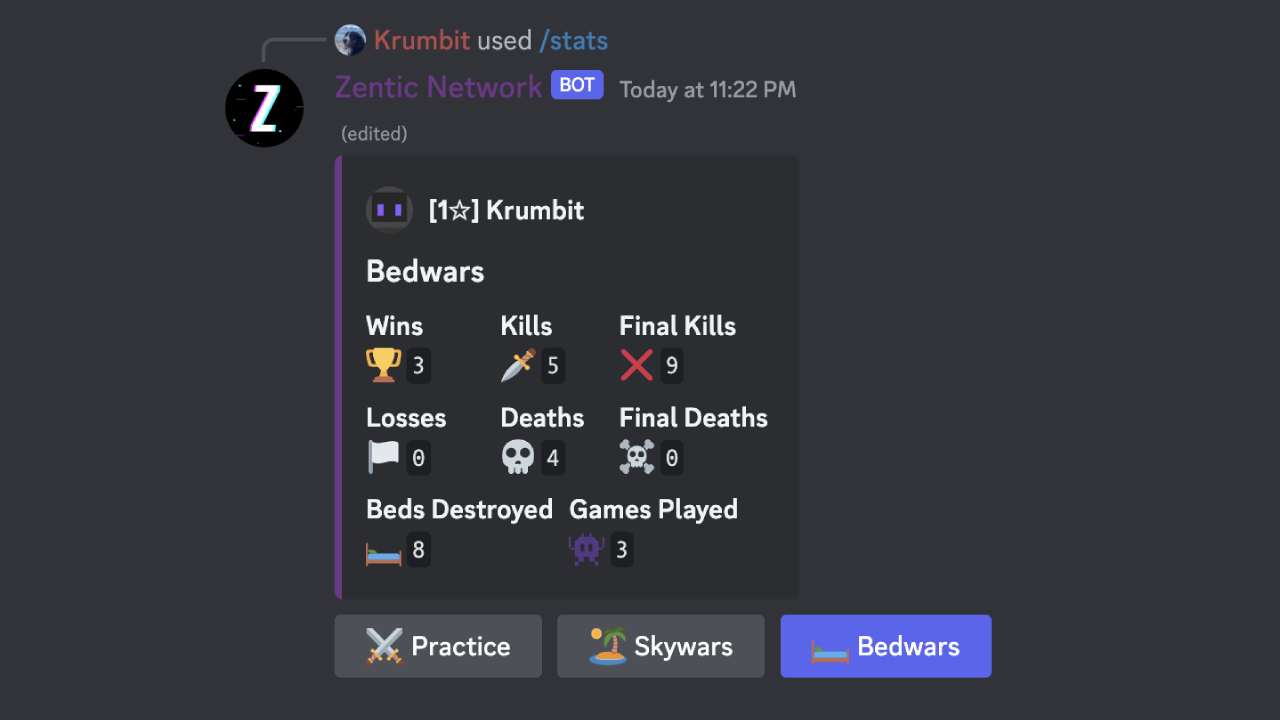 Krumbit used /stats
Z
Zentic Network BOT Today at 11:22 PM
(edited)
[1☆] Krumbit
Bedwars
Wins Kills Final Kills
3 5 9
Losses Deaths Final Deaths
0 4 0
Beds Destroyed Games Played
8 3
Practice Skywars Bedwars